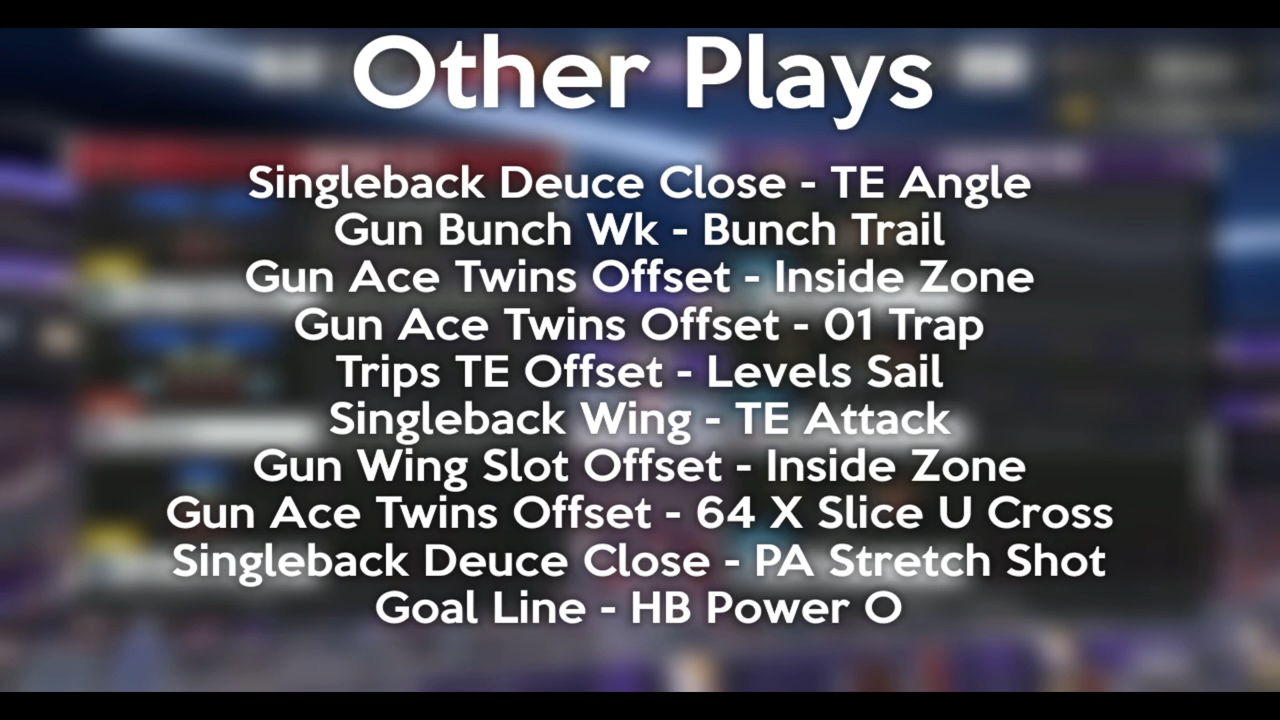 Other Plays
Singleback Deuce Close - TE Angle
Gun Bunch Wk - Bunch Trail
Gun Ace Twins Offset - Inside Zone
Gun Ace Twins Offset - 01 Trap
Trips TE Offset - Levels Sail
Singleback Wing - TE Attack
Gun Wing Slot Offset - Inside Zone
Gun Ace Twins Offset - 64 X Slice U Cross
Singleback Deuce Close - PA Stretch Shot
Goal Line - HB Power O